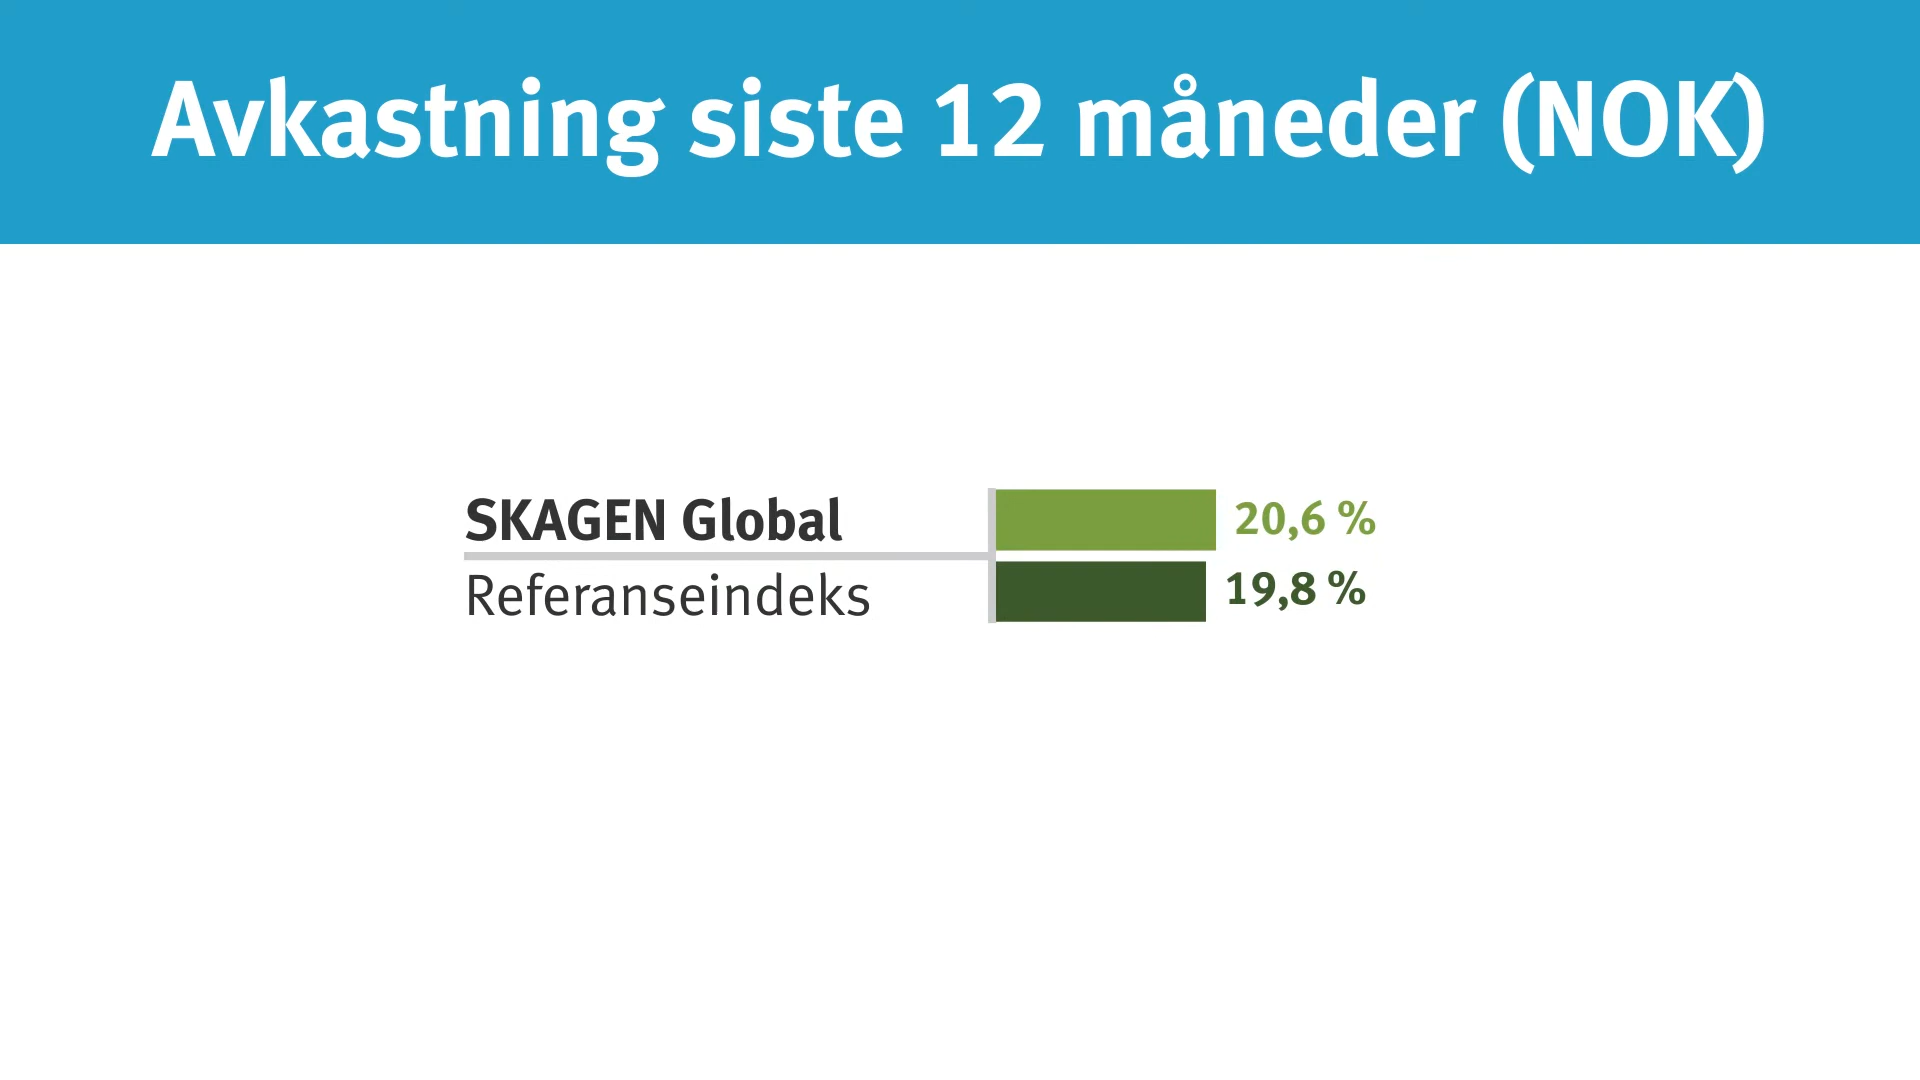 Avkastning siste 12 måneder (NOK)
SKAGEN Global 20,6 %
Referanseindeks 19,8 %